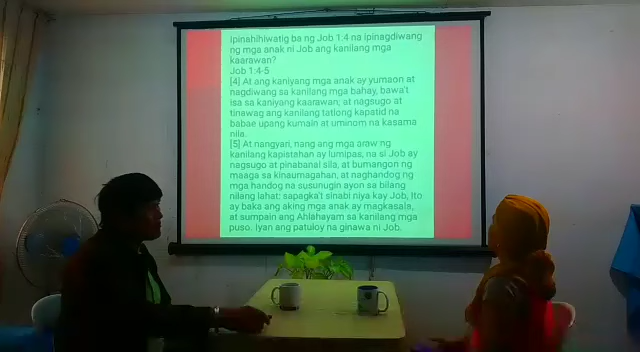 Ipinahihiwatig ba ng Job 1:4 na ipinagdiwang
ng mga anak ni Job ang kanilang mga
kaarawan?
Job 1:4-5
[4] At ang kaniyang mga anak ay yumaon at
nagdiwang sa kanilang mga bahay, bawa't
isa sa kaniyang kaarawan; at nagsugo at
tinawag ang kanilang tatlong kapatid na
babae upang kumain at uminom na kasama
nila.
[5] At nangyari, nang ang mga araw ng
kanilang kapistahan ay lumipas, na si Job ay
nagsugo at pinabanal sila, at bumangon ng
maaga sa kinaumagahan, at naghandog ng
mga handog na susunugin ayon sa bilang
nilang lahat: sapagka't sinabi niya kay Job, Ito
ay baka ang aking mga anak ay magkasala,
at sumpain ang Ahlahayam sa kanilang mga
puso. Iyan ang patuloy na ginawa ni Job.